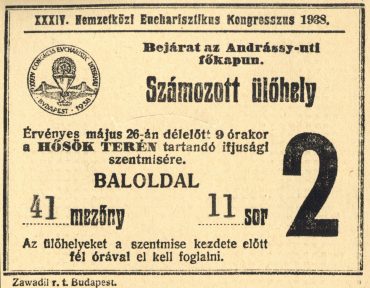 XXXIV. Nemzetközi Eucharisztikus Kongresszus 1938.
Bejárat az Andrássy-uti
főkapun.
Számozott ülőhely
BUDAPEST - 1938
Érvényes május 26-án délelőtt 9 órakor
a HŐSÖK TERÉN tartandó ifjusági
szentmisére.
BALOLDAL
41 mezőny 11 sor
2
Az ülőhelyeket a szentmise kezdete előtt
fél órával el kell foglalni.
Zawadil r. t. Budapest.